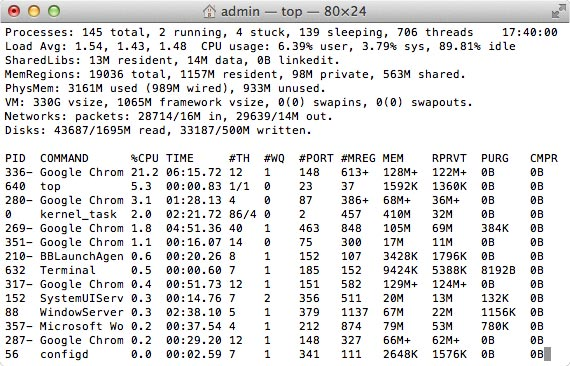 admin — top — 80×24
Processes: 145 total, 2 running, 4 stuck, 139 sleeping, 706 threads    17:40:00
Load Avg: 1.54, 1.43, 1.48  CPU usage: 6.39% user, 3.79% sys, 89.81% idle
SharedLibs: 13M resident, 14M data, 0B linkedit.
MemRegions: 19036 total, 1157M resident, 98M private, 563M shared.
PhysMem: 3161M used (989M wired), 933M unused.
VM: 330G vsize, 1065M framework vsize, 0(0) swapins, 0(0) swapouts.
Networks: packets: 28714/16M in, 29639/14M out.
Disks: 43687/1695M read, 33187/500M written.
PID  COMMAND      %CPU TIME     #TH  #WQ  #PORT #MREG MEM    RPRVT  PURG   CMPR
336- Google Chrom 21.2 06:15.72 12   1    148   613+  128M+  122M+  0B     0B
640  top          5.3  00:00.83 1/1  0    23    37    1592K  1360K  0B     0B
280- Google Chrom 3.1  01:28.13 4    0    87    386+  68M+   36M+   0B     0B
0    kernel_task  2.0  02:21.72 86/4 0    2     457   410M   32M    0B     0B
269- Google Chrom 1.8  04:51.36 40   1    463   848   105M   69M    384K   0B
351- Google Chrom 1.1  00:16.07 14   0    75    300   17M    11M    0B     0B
210- BBLaunchAgen 0.6  00:20.26 8    1    152   107   3428K  1796K  0B     0B
632  Terminal     0.5  00:00.60 7    1    185   152   9424K  5388K  8192B  0B
317- Google Chrom 0.4  00:51.73 12   1    151   582   129M+  124M+  0B     0B
152  SystemUIServ 0.3  00:14.76 7    2    356   511   20M    13M    132K   0B
88   WindowServer 0.3  02:38.10 5    1    379   1137  67M    22M    1156K  0B
357- Microsoft Wo 0.2  00:37.54 4    1    212   874   79M    53M    780K   0B
287- Google Chrom 0.2  00:29.20 12   1    148   327   66M+   62M+   0B     0B
56   configd      0.0  00:02.59 7    1    341   111   2648K  1576K  0B     0B